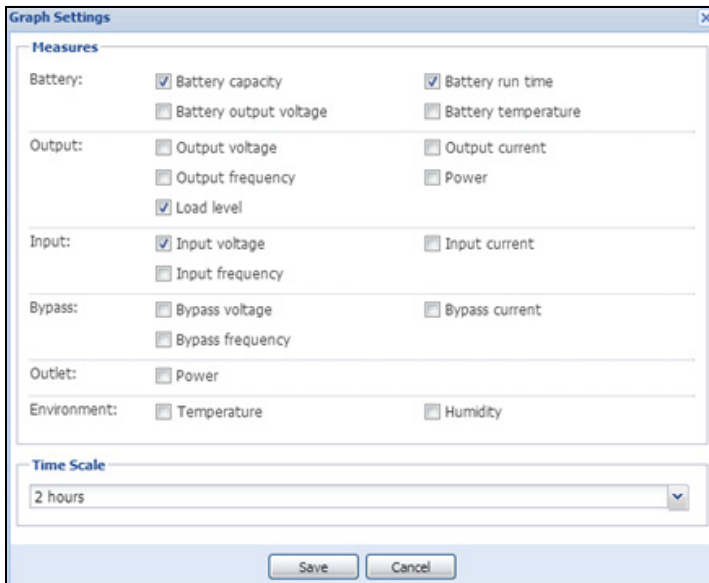 Graph Settings
Measures
Battery: Battery capacity Battery run time
Battery output voltage Battery temperature
Output: Output voltage Output current
Output frequency Power
Load level
Input: Input voltage Input current
Input frequency
Bypass: Bypass voltage Bypass current
Bypass frequency
Outlet: Power
Environment: Temperature Humidity
Time Scale
2 hours
Save Cancel